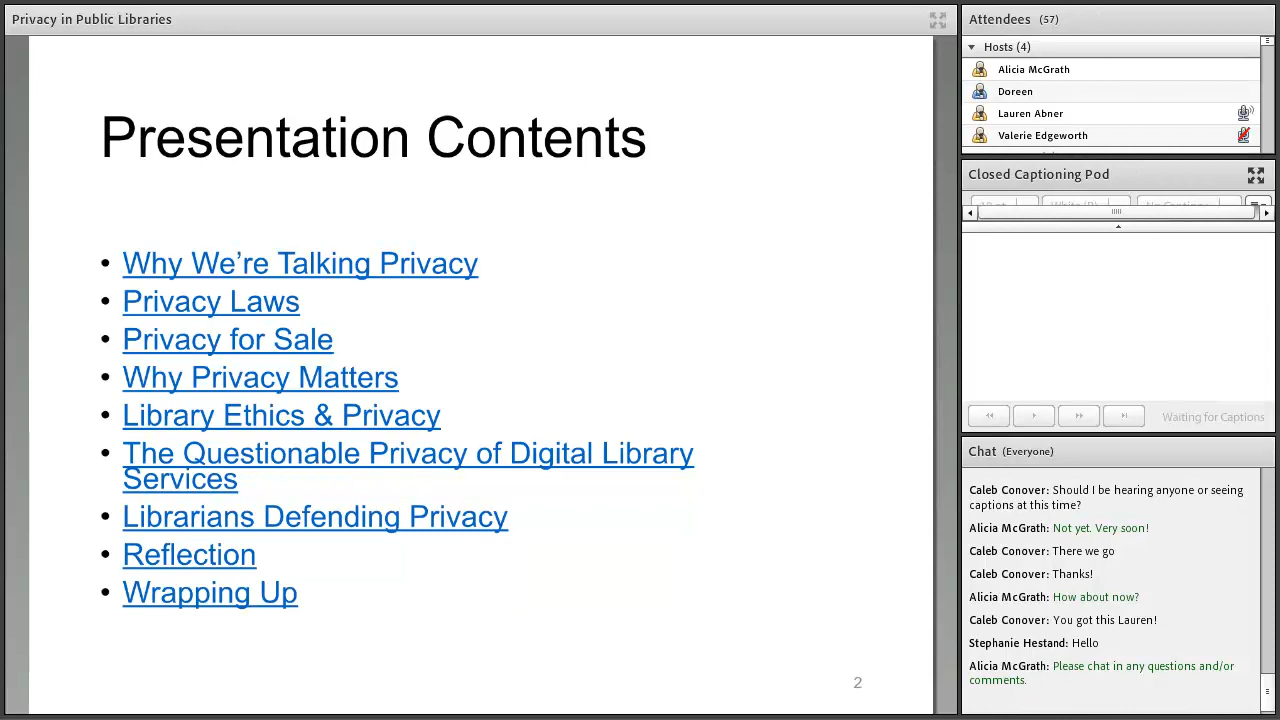 Privacy in Public Libraries
Presentation Contents
• Why We’re Talking Privacy
• Privacy Laws
• Privacy for Sale
• Why Privacy Matters
• Library Ethics & Privacy
• The Questionable Privacy of Digital Library
Services
• Librarians Defending Privacy
• Reflection
• Wrapping Up
2
Attendees (57)
Hosts (4)
Alicia McGrath
Doreen
Lauren Abner
Valerie Edgeworth
Closed Captioning Pod
Waiting for Captions
Chat (Everyone)
Caleb Conover: Should I be hearing anyone or seeing
captions at this time?
Alicia McGrath: Not yet. Very soon!
Caleb Conover: There we go
Caleb Conover: Thanks!
Alicia McGrath: How about now?
Caleb Conover: You got this Lauren!
Stephanie Hestand: Hello
Alicia McGrath: Please chat in any questions and/or
comments.